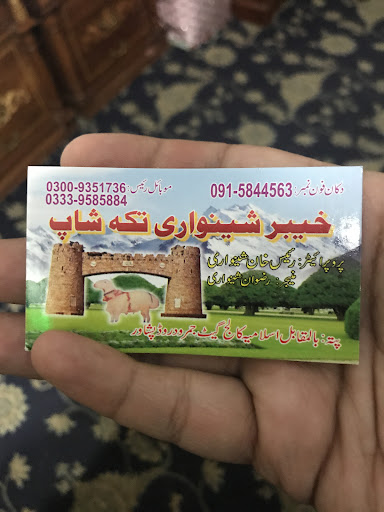 دکان فون نمبر: 091-5844563 موبائل رئیس: 0300-9351736
0333-9585884
خیبر شینواری تکہ شاپ
پروپرائیٹر: رئیس خان شینواری
منیجر: رضوان شینواری
پتہ: بالمقابل اسلامیہ کالج گیٹ جمرود روڈ پشاور